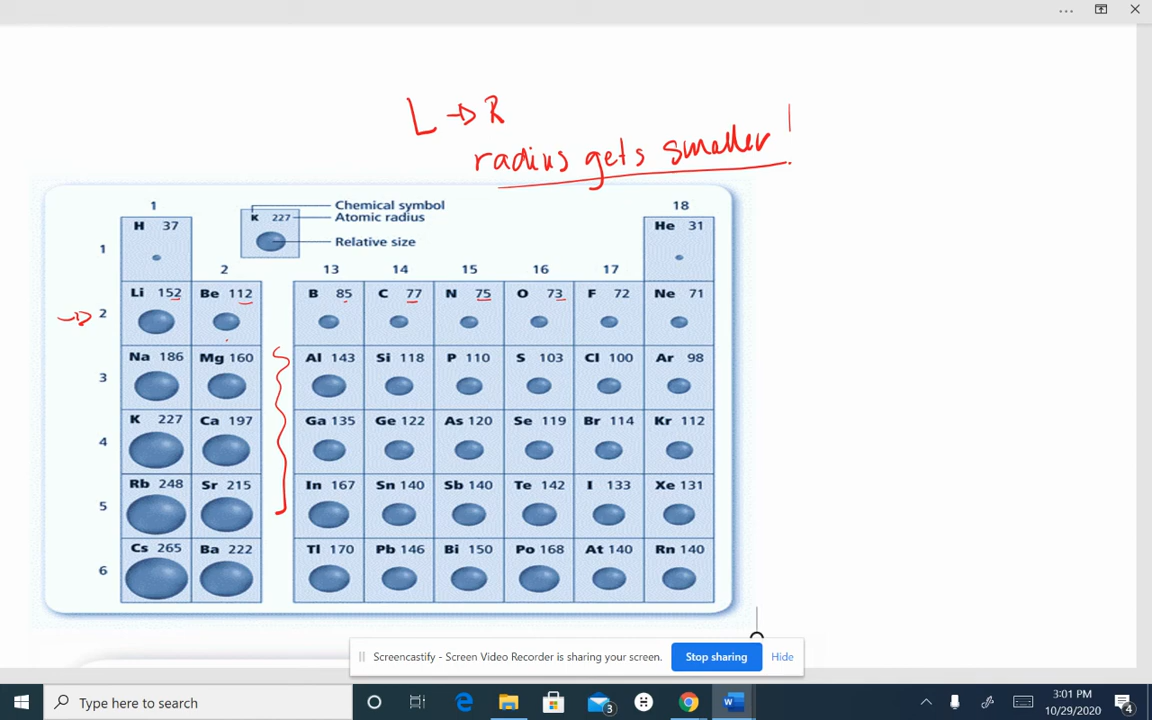 L → R
radius gets smaller !
1
18
Chemical symbol
K 227
Atomic radius
Relative size
H 37
He 31
1
2
13 14 15 16 17
Li 152 Be 112 B 85 C 77 N 75 O 73 F 72 Ne 71
2
Na 186 Mg 160 Al 143 Si 118 P 110 S 103 Cl 100 Ar 98
3
K 227 Ca 197 Ga 135 Ge 122 As 120 Se 119 Br 114 Kr 112
4
Rb 248 Sr 215 In 167 Sn 140 Sb 140 Te 142 I 133 Xe 131
5
Cs 265 Ba 222 Tl 170 Pb 146 Bi 150 Po 168 At 140 Rn 140
6
Screencastify - Screen Video Recorder is sharing your screen. Stop sharing Hide
Type here to search
3
3:01 PM
10/29/2020
4